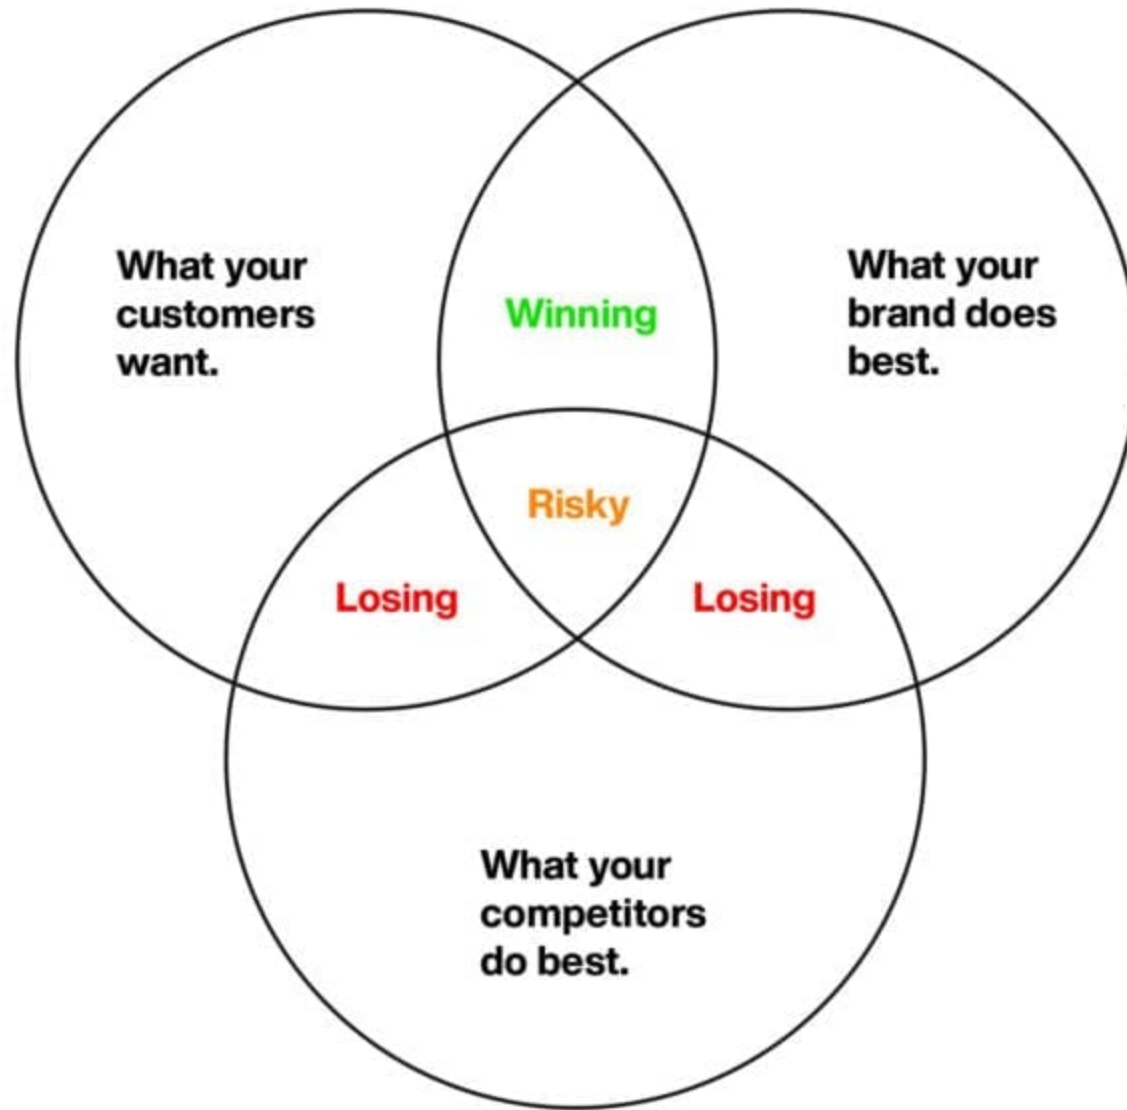 What your
customers
want.
Winning
What your
brand does
best.
Risky
Losing
Losing
What your
competitors
do best.